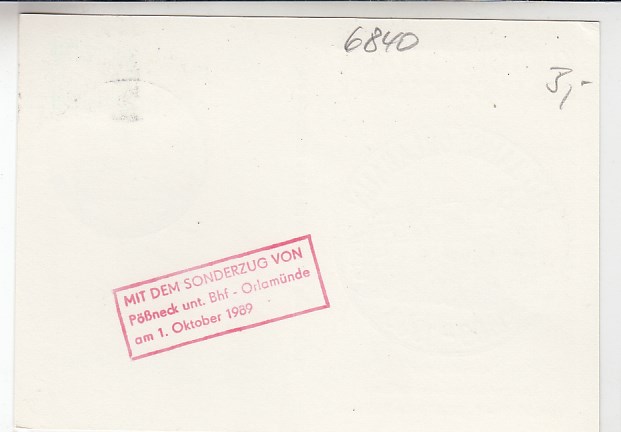 6840
3,-
MIT DEM SONDERZUG VON
Pößneck unt. Bhf - Orlamünde
am 1. Oktober 1989